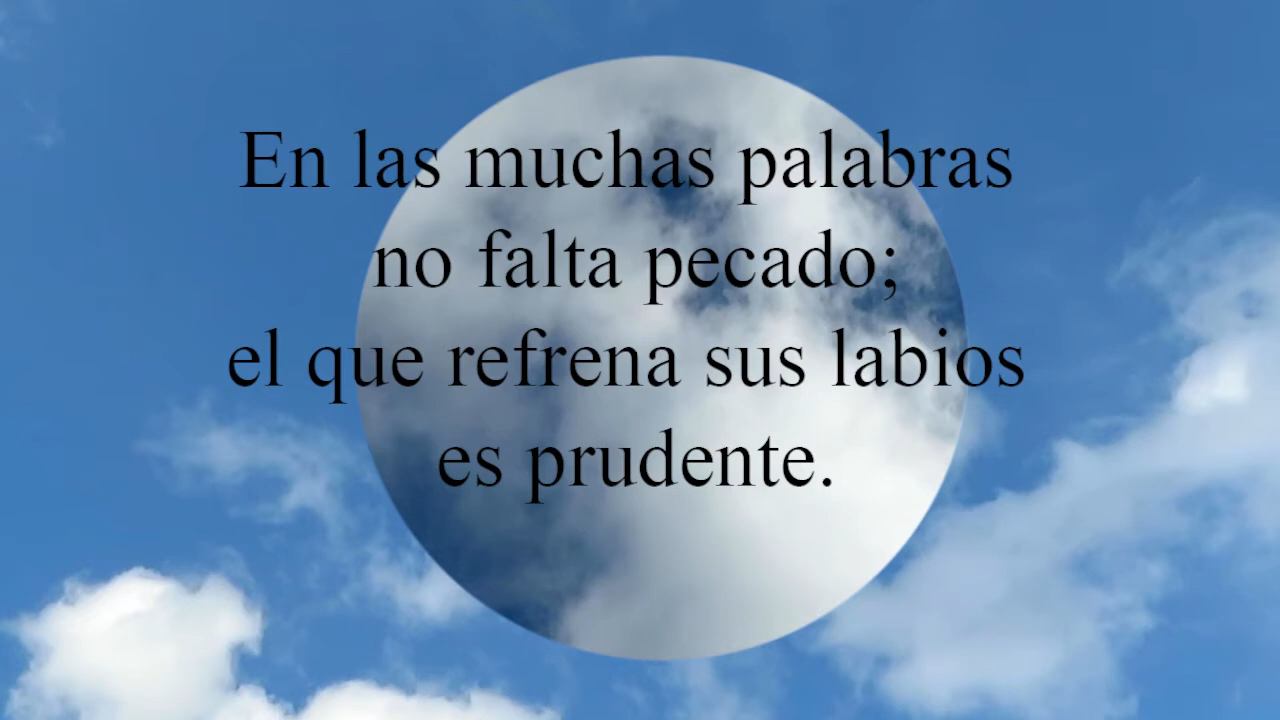 En las muchas palabras
no falta pecado;
el que refrena sus labios
es prudente.